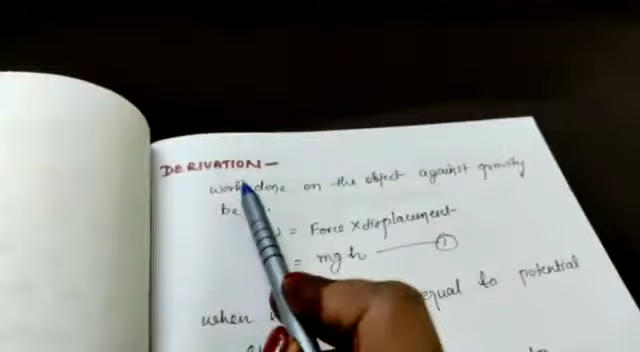 DERIVATION -
work done on the object against gravity
be
= Force x displacement
= mgh ①
when equal to potential